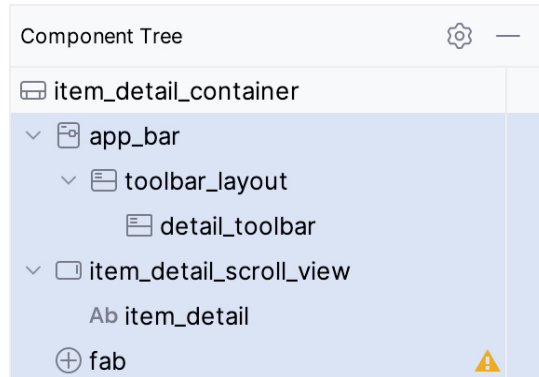 Component Tree
item_detail_container
app_bar
toolbar_layout
detail_toolbar
item_detail_scroll_view
Ab item_detail
fab